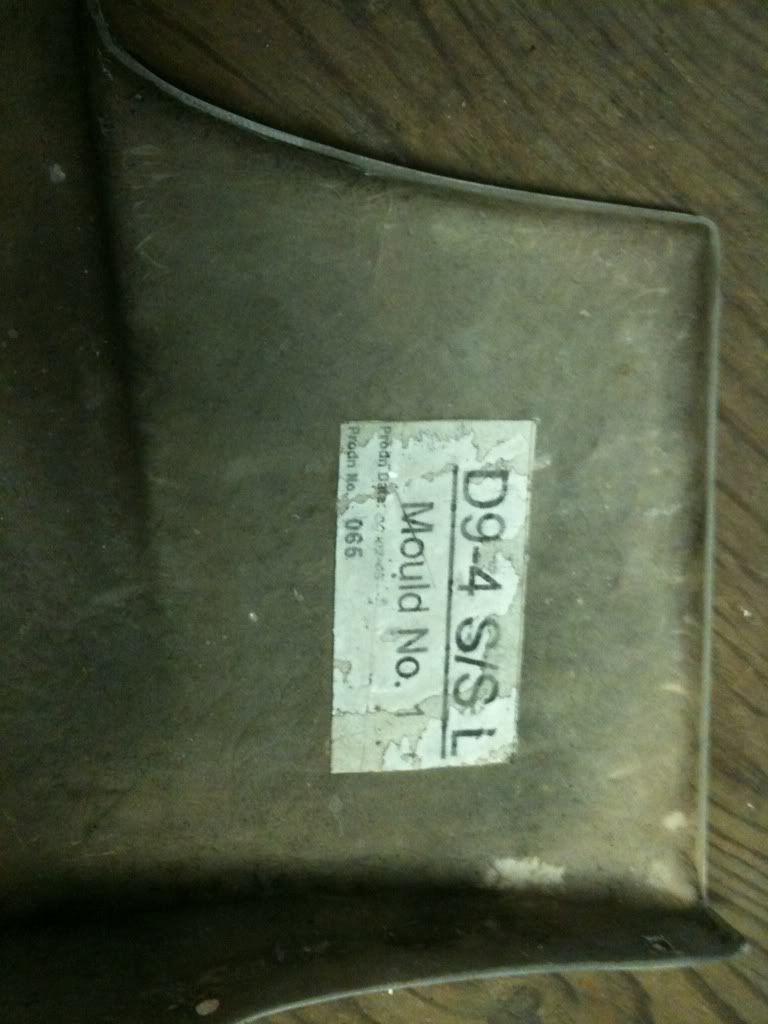 D9-4 S/S L
Mould No. 1
Prodn Date:
Prodn No. : 066